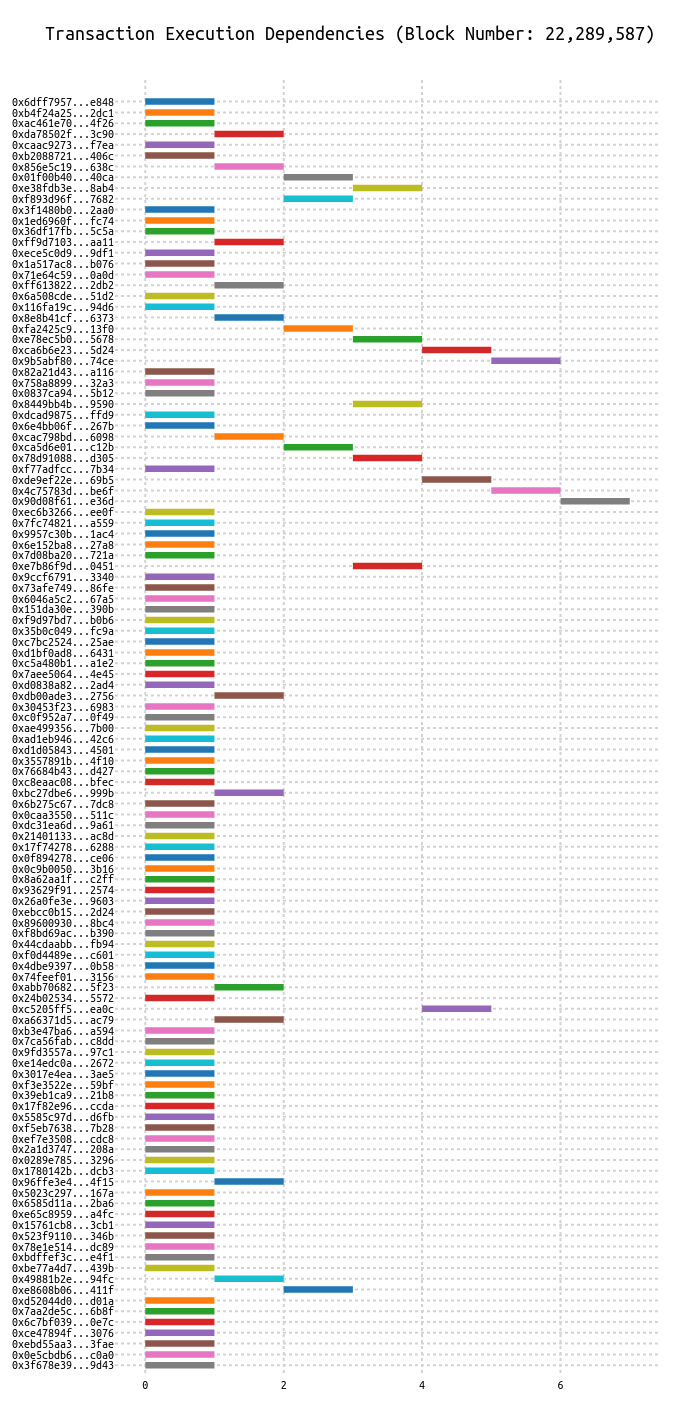 Transaction Execution Dependencies (Block Number: 22,289,587)
0x6dff7957...e848
0xb4f24a25...2dc1
0xac461e70...4f26
0xda78502f...3c90
0xcaac9273...f7ea
0xb2088721...406c
0x856e5c19...638c
0x01f00b40...40ca
0xe38fdb3e...8ab4
0xf893d96f...7682
0x3f1480b0...2aa0
0x1ed6960f...fc74
0x36df17fb...5c5a
0xff9d7103...aa11
0xece5c0d9...9df1
0x1a517ac8...b076
0x71e64c59...0a0d
0xff613822...2db2
0x6a508cde...51d2
0x116fa19c...94d6
0x8e8b41cf...6373
0xfa2425c9...13f0
0xe78ec5b0...5678
0xca6b6e23...5d24
0x9b5abf80...74ce
0x82a21d43...a116
0x758a8899...32a3
0x0837ca94...5b12
0x8449bb4b...9590
0xdcad9875...ffd9
0x6e4bb06f...267b
0xcac798bd...6098
0xca5d6e01...c12b
0x78d91088...d305
0xf77adfcc...7b34
0xde9ef22e...69b5
0x4c75783d...be6f
0x90d08f61...e36d
0xec6b3266...ee0f
0x7fc74821...a559
0x9957c30b...1ac4
0x6e152ba8...27a8
0x7d08ba20...721a
0xe7b86f9d...0451
0x9ccf6791...3340
0x73afe749...86fe
0x6046a5c2...67a5
0x151da30e...390b
0xf9d97bd7...b0b6
0x35b0c049...fc9a
0xc7bc2524...25ae
0xd1bf0ad8...6431
0xc5a480b1...a1e2
0x7aee5064...4e45
0xd0838a82...2ad4
0xdb00ade3...2756
0x30453f23...6983
0xc0f952a7...0f49
0xae499356...7b00
0xad1eb946...42c6
0xd1d05843...4501
0x3557891b...4f10
0x76684b43...d427
0xc8eaac08...bfec
0xbc27dbe6...999b
0x6b275c67...7dc8
0x0caa3550...511c
0xdc31ea6d...9a61
0x21401133...ac8d
0x17f74278...6288
0x0f894278...ce06
0x0c9b0050...3b16
0x8a62aa1f...c2ff
0x93629f91...2574
0x26a0fe3e...9603
0xebcc0b15...2d24
0x89600930...8bc4
0xf8bd69ac...b390
0x44cdaabb...fb94
0xf0d4489e...c601
0x4dbe9397...0b58
0x74feef01...3156
0xabb70682...5f23
0x24b02534...5572
0xc5205ff5...ea0c
0xa66371d5...ac79
0xb3e47ba6...a594
0x7ca56fab...c8dd
0x9fd3557a...97c1
0xe14edc0a...2672
0x3017e4ea...3ae5
0xf3e3522e...59bf
0x39eb1ca9...21b8
0x17f82e96...ccda
0x5585c97d...d6fb
0xf5eb7638...7b28
0xef7e3508...cdc8
0x2a1d3747...208a
0x0289e785...3296
0x1780142b...dcb3
0x96ffe3e4...4f15
0x5023c297...167a
0x6585d11a...2ba6
0xe65c8959...a4fc
0x15761cb8...3cb1
0x523f9110...346b
0x78e1e514...dc89
0xbdffef3c...e4f1
0xbe77a4d7...439b
0x49881b2e...94fc
0xe8608b06...411f
0xd52044d0...d01a
0x7aa2de5c...6b8f
0x6c7bf039...0e7c
0xce47894f...3076
0xebd55aa3...3fae
0x0e5cbdb6...c0a0
0x3f678e39...9d43
0 2 4 6